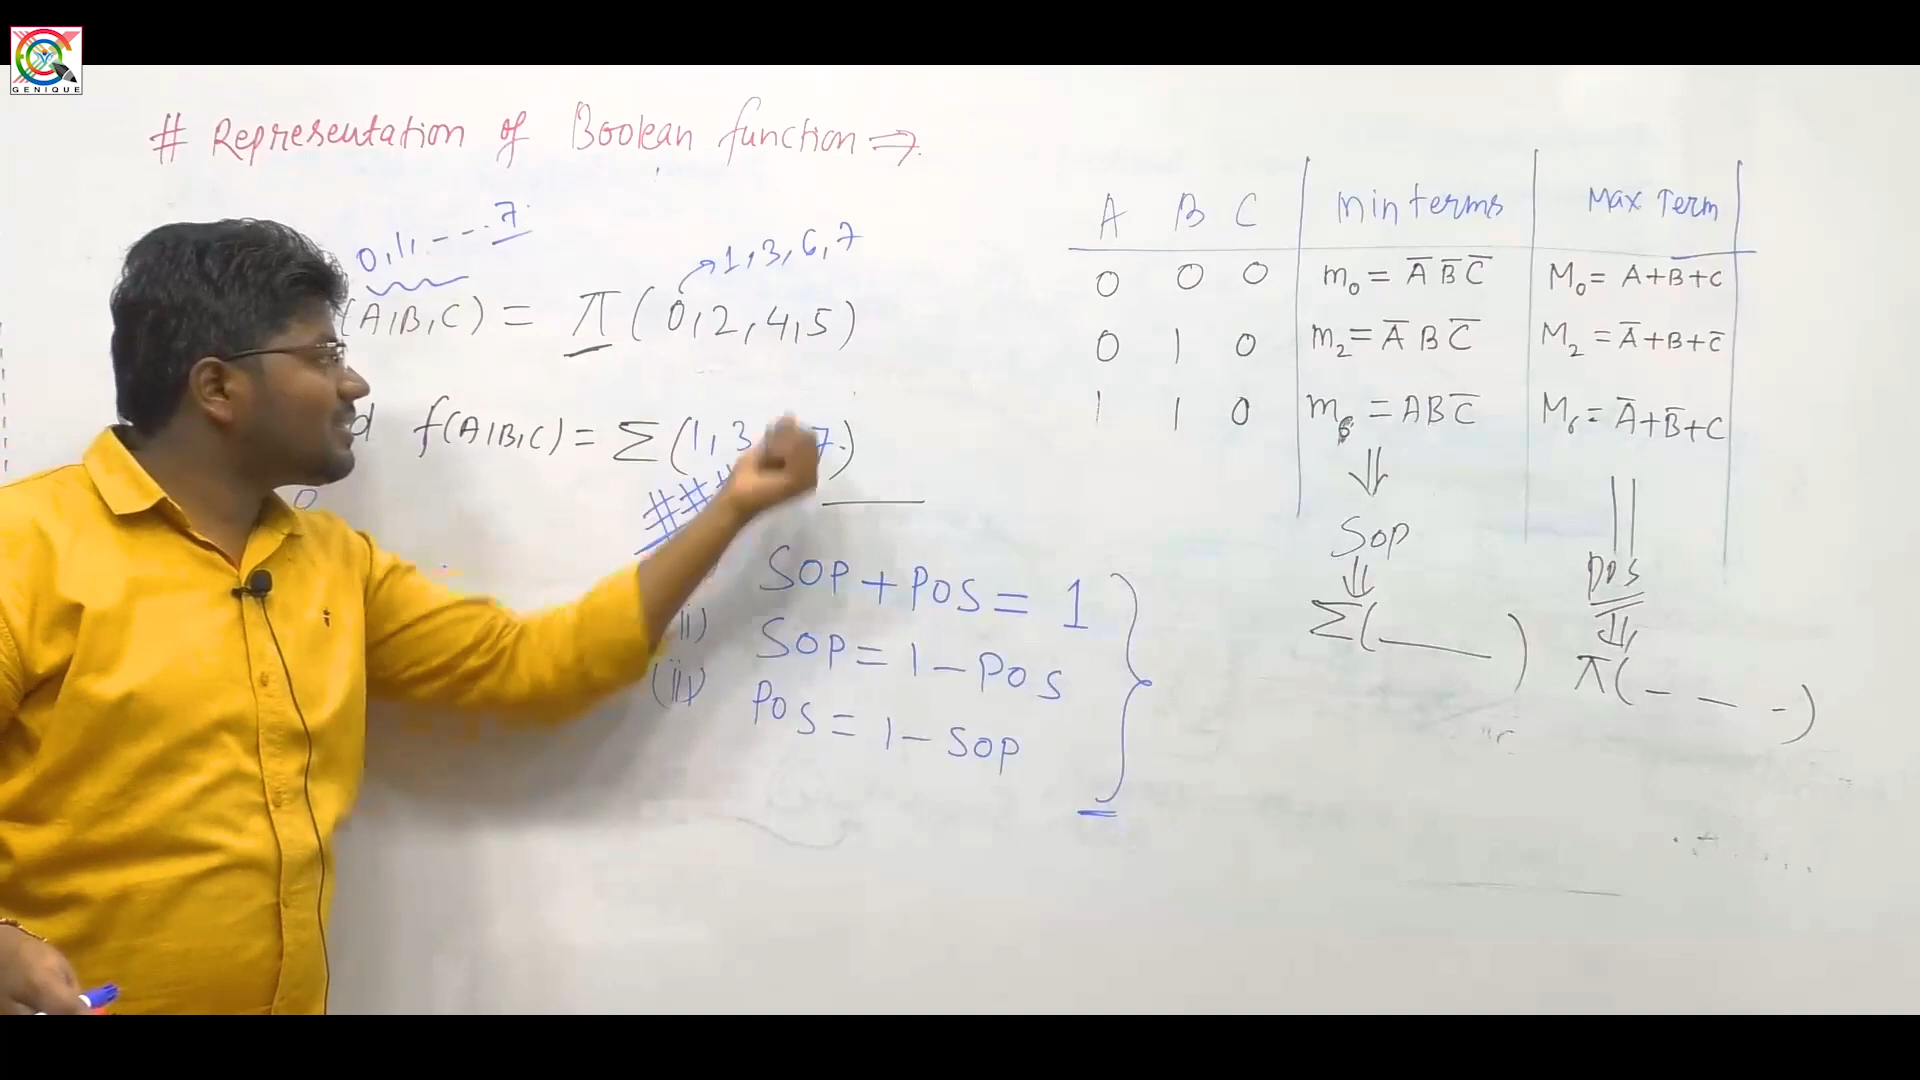 GENIQUE
# Representation of Boolean function ⇒
0,1, - - - . 7
→ 1,3,6,7
(A,B,C) = π (0,2,4,5)
f(A,B,C) = Σ (1,3 7.)
0
###
SOP + POS = 1
ii) SOP = 1 - POS
(iii) POS = 1 - SOP
A B C Minterms Max Term
0 0 0 m₀ = A̅ B̅ C̅ M₀ = A+B+C
0 1 0 m₂ = A̅ B C̅ M₂ = A̅+B+C̅
1 1 0 m₆ = A B C̅ M₆ = A̅+B̅+C
⇓
SOP POS
⇓ ⇓
Σ( ___ ) π( - - - )